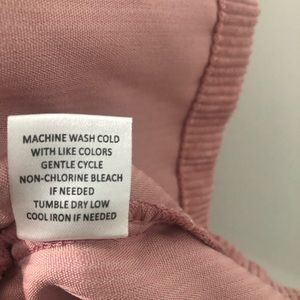 MACHINE WASH COLD
WITH LIKE COLORS
GENTLE CYCLE
NON-CHLORINE BLEACH
IF NEEDED
TUMBLE DRY LOW
COOL IRON IF NEEDED